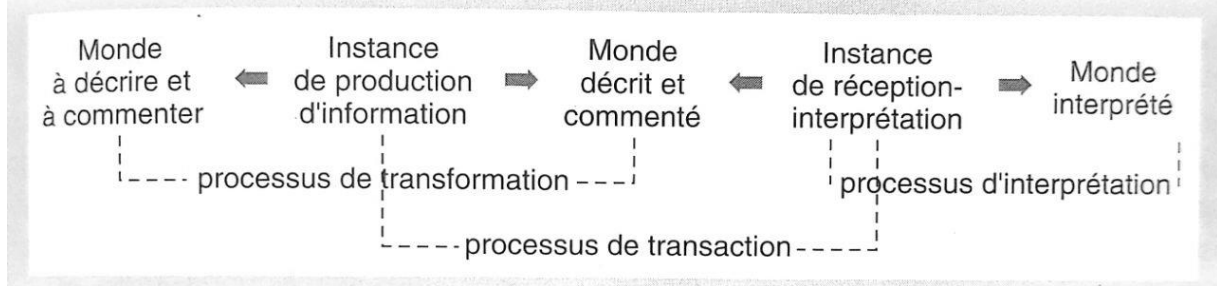 Monde
à décrire et
à commenter
Instance
de production
d'information
Monde
décrit et
commenté
Instance
de réception-
interprétation
Monde
interprété
processus de transformation
processus d'interprétation
processus de transaction